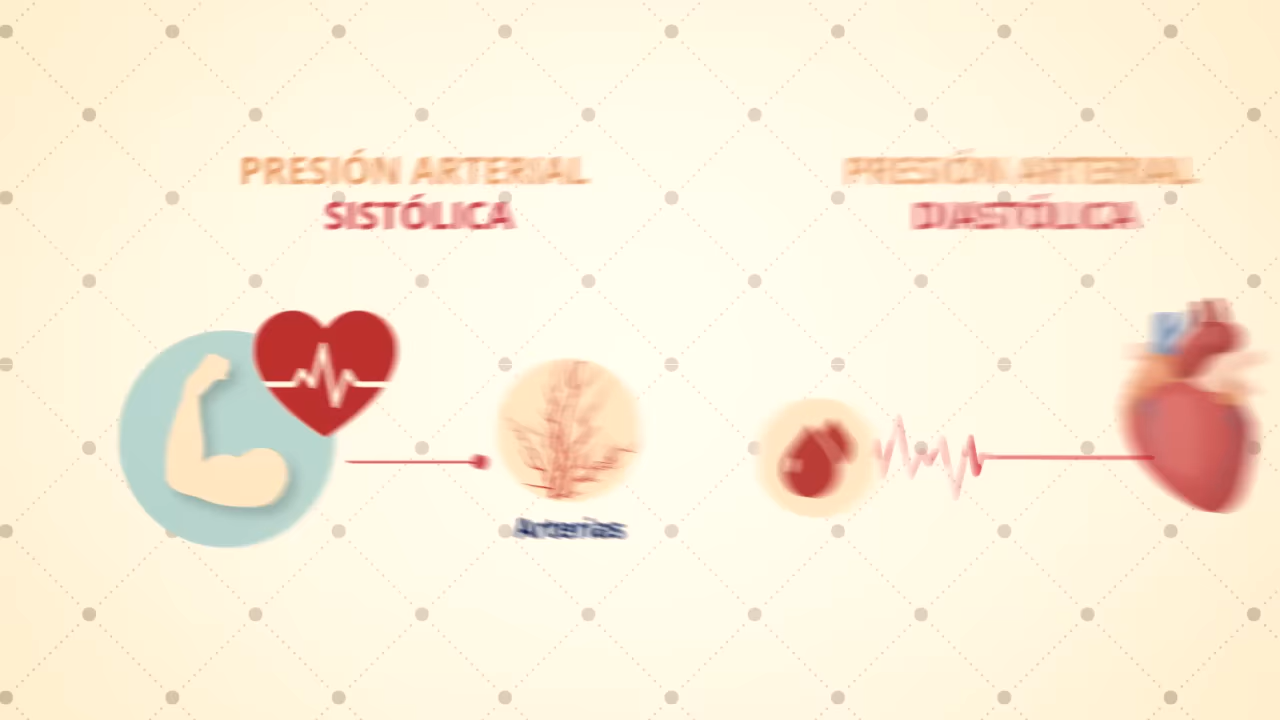 PRESIÓN ARTERIAL
SISTÓLICA
PRESIÓN ARTERIAL
DIASTÓLICA
Arterias